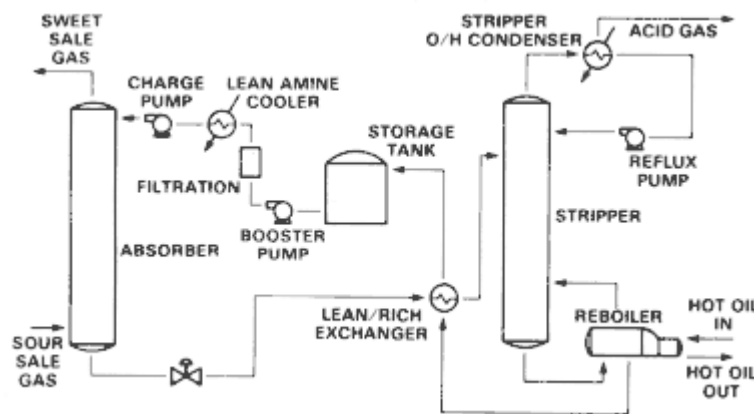 SWEET
SALE
GAS
CHARGE
PUMP
LEAN AMINE
COOLER
STORAGE
TANK
FILTRATION
BOOSTER
PUMP
ABSORBER
SOUR
SALE
GAS
LEAN/RICH
EXCHANGER
STRIPPER
O/H CONDENSER
ACID GAS
REFLUX
PUMP
STRIPPER
REBOILER
HOT OIL
IN
HOT OIL
OUT